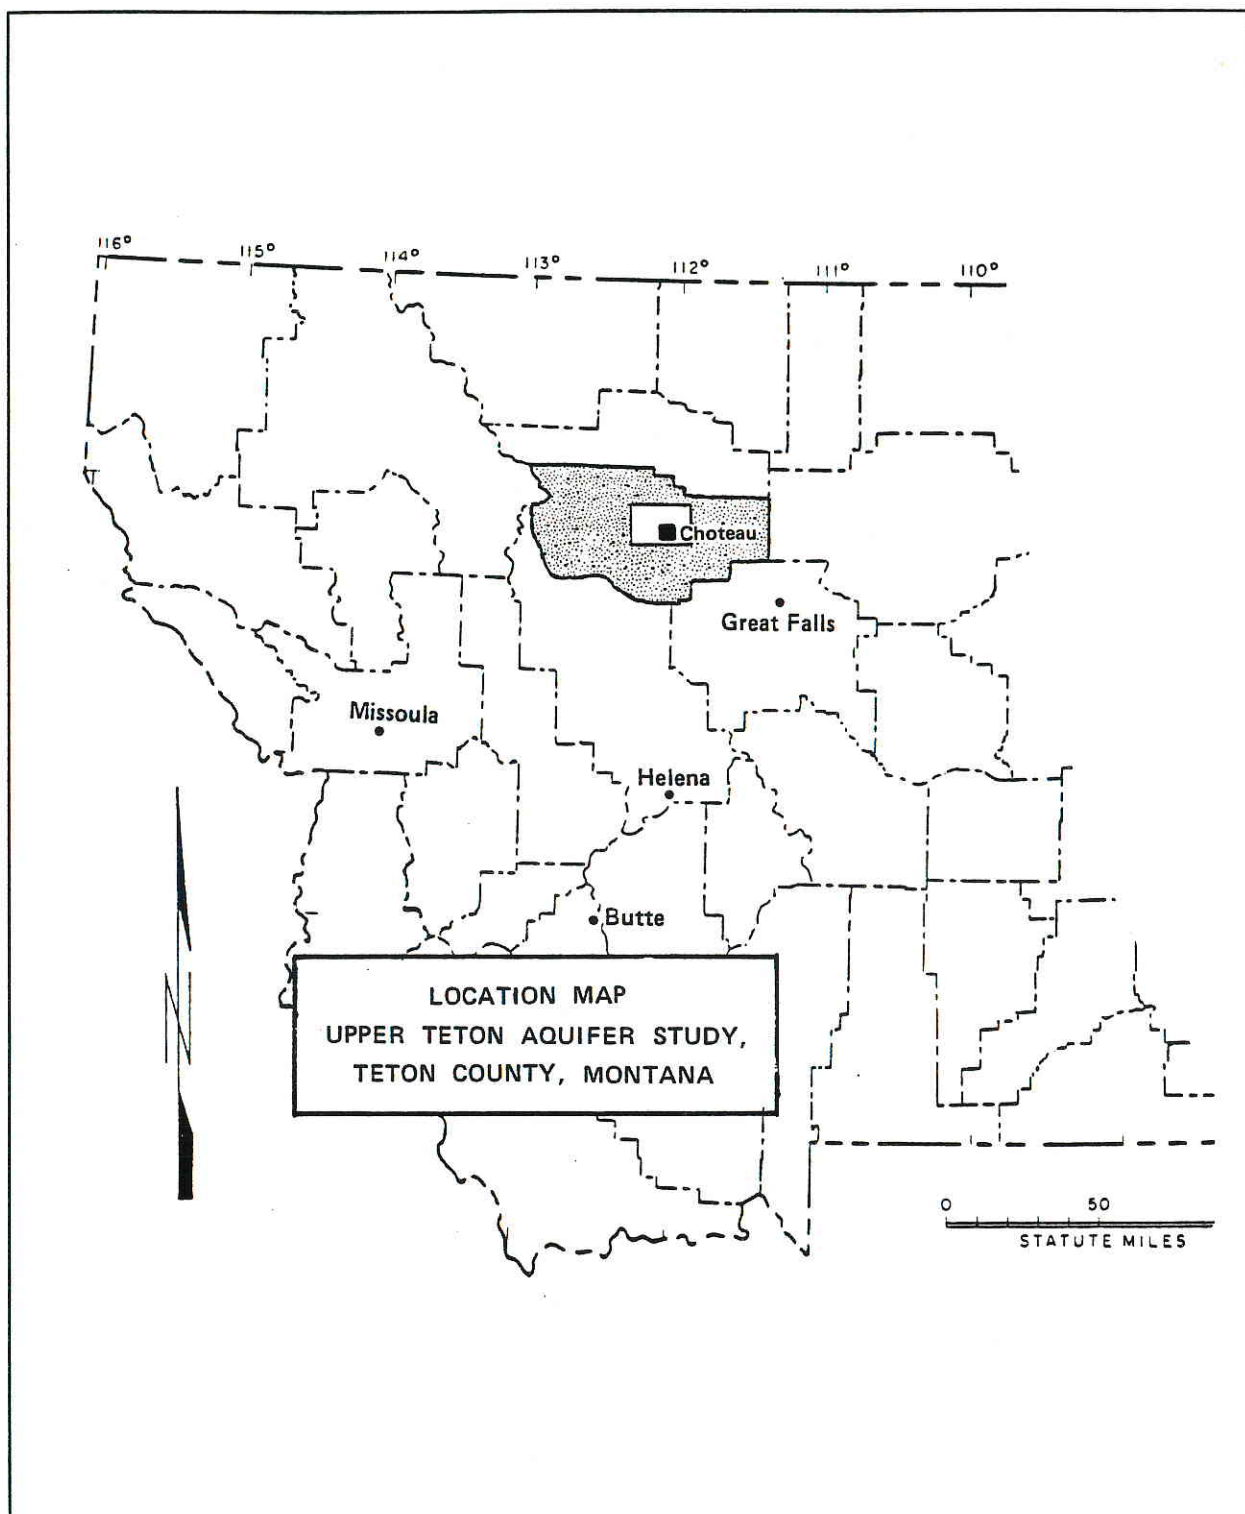 116° 115° 114° 113° 112° 111° 110°
Choteau
Great Falls
Missoula
Helena
Butte
LOCATION MAP
UPPER TETON AQUIFER STUDY,
TETON COUNTY, MONTANA
N
0 50
STATUTE MILES